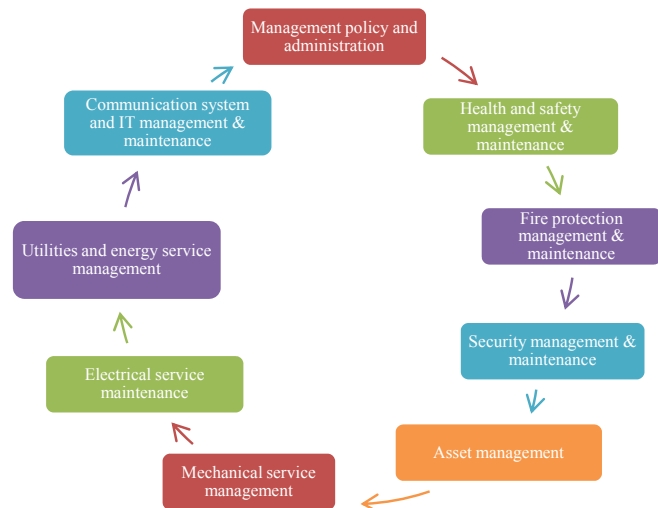 Management policy and
administration
Health and safety
management &
maintenance
Fire protection
management &
maintenance
Security management &
maintenance
Asset management
Mechanical service
management
Electrical service
maintenance
Utilities and energy service
management
Communication system
and IT management &
maintenance